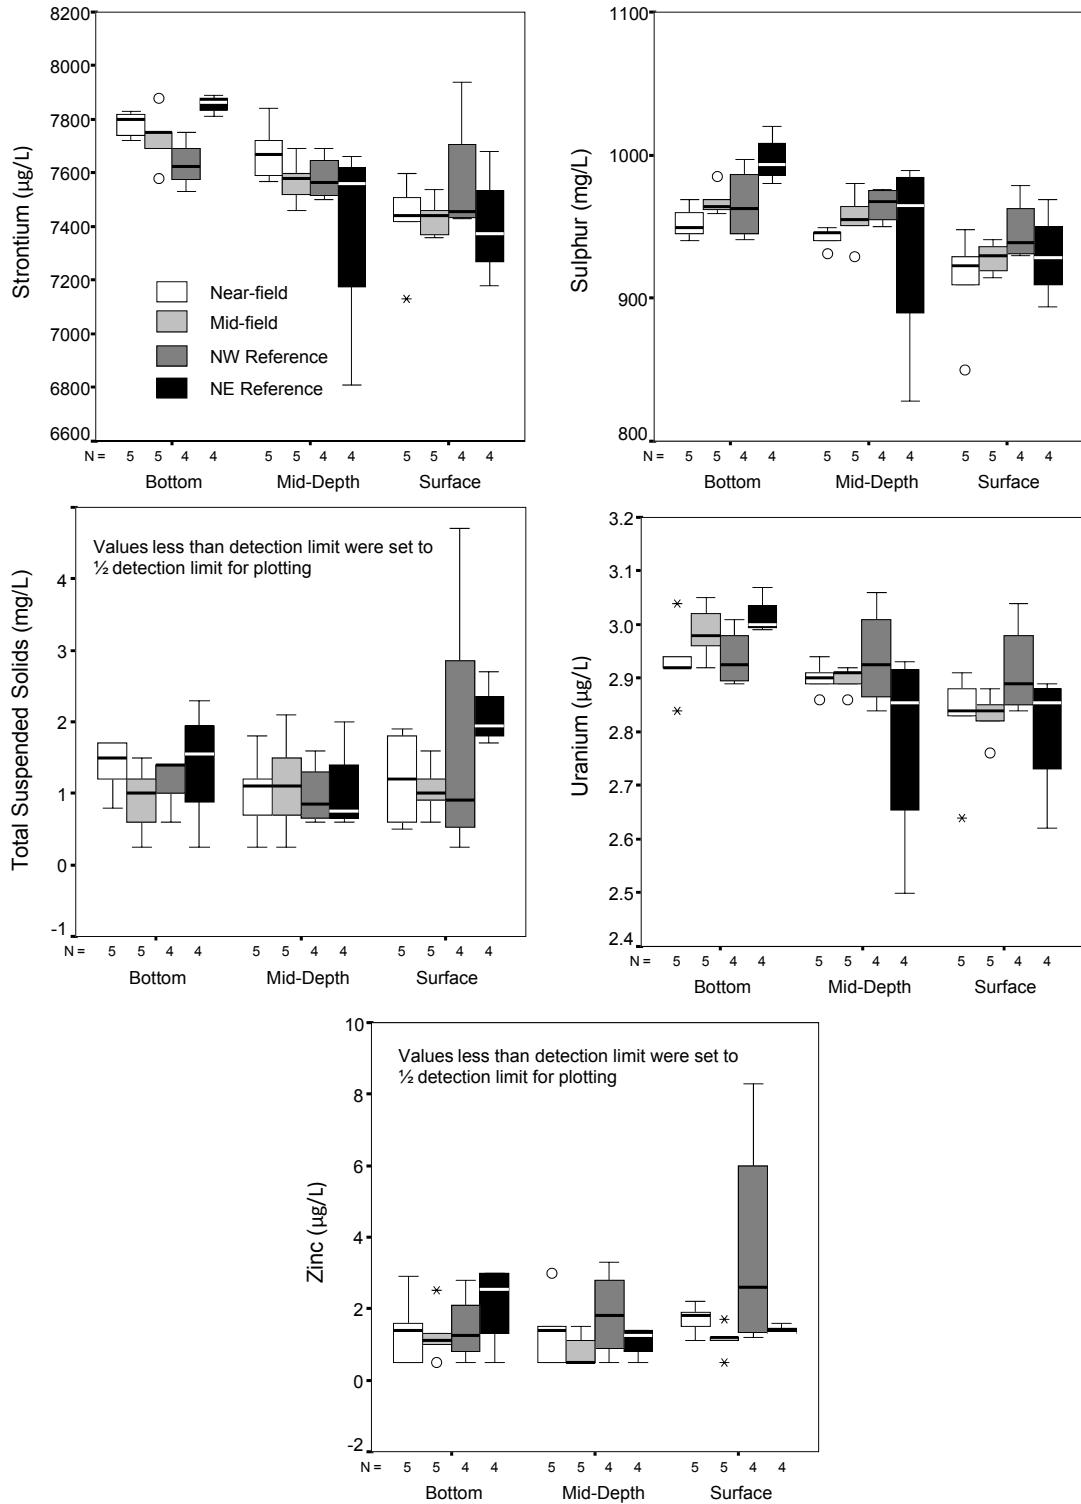 8200
8000
7800
7600
7400
7200
7000
6800
6600
Strontium (µg/L)
Near-field
Mid-field
NW Reference
NE Reference
N = 5 5 4 4 5 5 4 4 5 5 4 4
Bottom Mid-Depth Surface
1100
1000
900
800
Sulphur (mg/L)
N = 5 5 4 4 5 5 4 4 5 5 4 4
Bottom Mid-Depth Surface
Values less than detection limit were set to
½ detection limit for plotting
4
3
2
1
0
-1
Total Suspended Solids (mg/L)
N = 5 5 4 4 5 5 4 4 5 5 4 4
Bottom Mid-Depth Surface
3.2
3.1
3.0
2.9
2.8
2.7
2.6
2.5
2.4
Uranium (µg/L)
N = 5 5 4 4 5 5 4 4 5 5 4 4
Bottom Mid-Depth Surface
10
8
6
4
2
0
-2
Zinc (µg/L)
Values less than detection limit were set to
½ detection limit for plotting
N = 5 5 4 4 5 5 4 4 5 5 4 4
Bottom Mid-Depth Surface